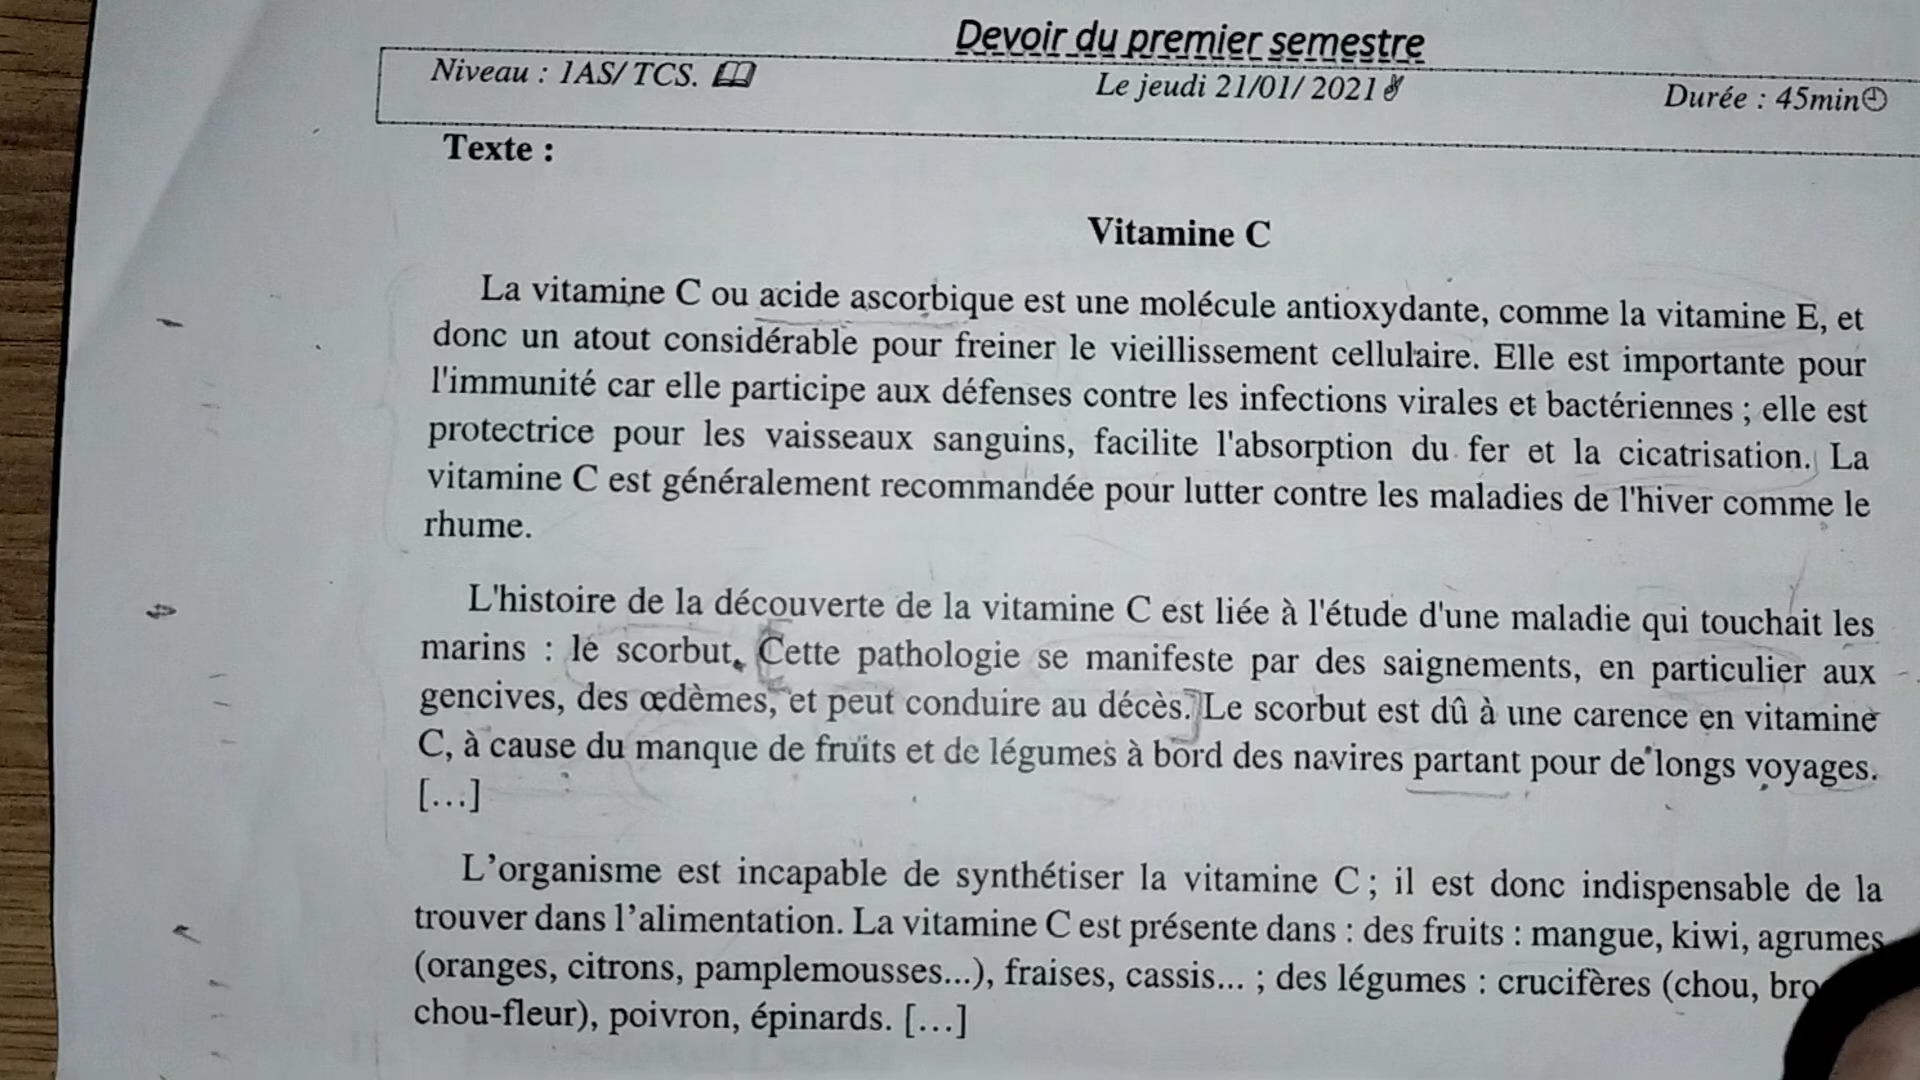 Devoir du premier semestre
Niveau : 1AS/ TCS.
Le jeudi 21/01/ 2021
Durée : 45min
Texte :
Vitamine C
La vitamine C ou acide ascorbique est une molécule antioxydante, comme la vitamine E, et
donc un atout considérable pour freiner le vieillissement cellulaire. Elle est importante pour
l'immunité car elle participe aux défenses contre les infections virales et bactériennes ; elle est
protectrice pour les vaisseaux sanguins, facilite l'absorption du fer et la cicatrisation. La
vitamine C est généralement recommandée pour lutter contre les maladies de l'hiver comme le
rhume.
L'histoire de la découverte de la vitamine C est liée à l'étude d'une maladie qui touchait les
marins : le scorbut. Cette pathologie se manifeste par des saignements, en particulier aux
gencives, des œdèmes, et peut conduire au décès. Le scorbut est dû à une carence en vitamine
C, à cause du manque de fruits et de légumes à bord des navires partant pour de longs voyages.
[...]
L’organisme est incapable de synthétiser la vitamine C ; il est donc indispensable de la
trouver dans l’alimentation. La vitamine C est présente dans : des fruits : mangue, kiwi, agrumes
(oranges, citrons, pamplemousses...), fraises, cassis... ; des légumes : crucifères (chou,
chou-fleur), poivron, épinards. [...]